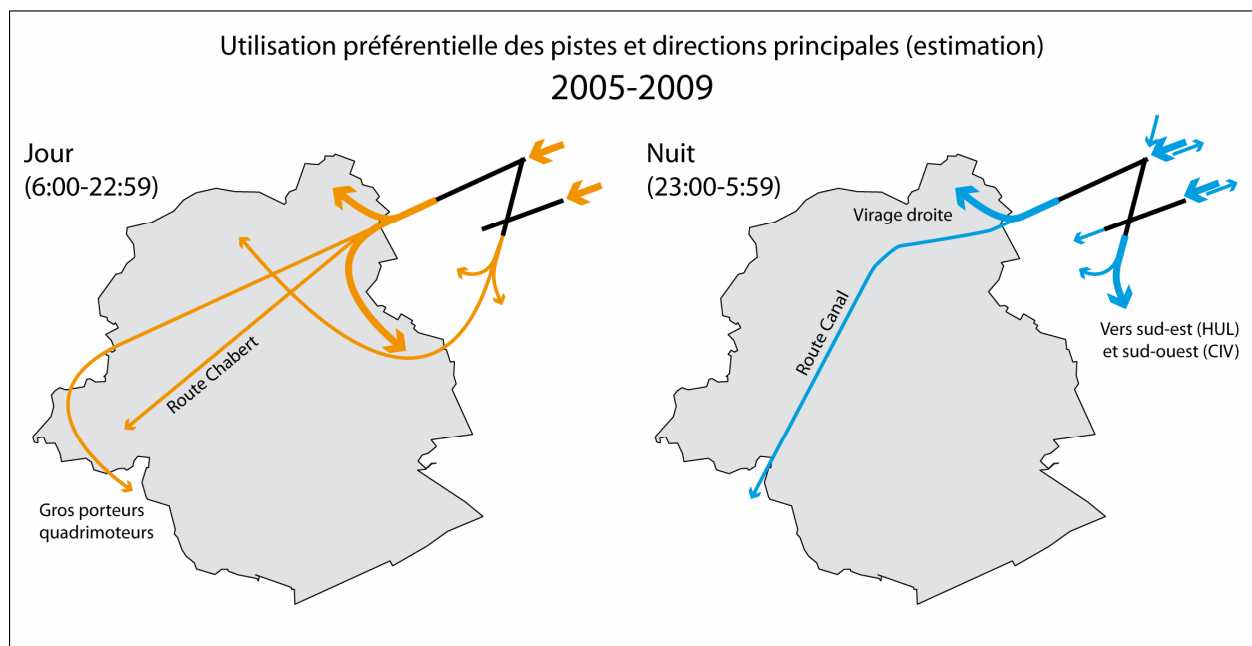 Utilisation préférentielle des pistes et directions principales (estimation)
2005-2009
Jour
(6:00-22:59)
Route Chabert
Gros porteurs
quadrimoteurs
Nuit
(23:00-5:59)
Virage droite
Route Canal
Vers sud-est (HUL)
et sud-ouest (CIV)